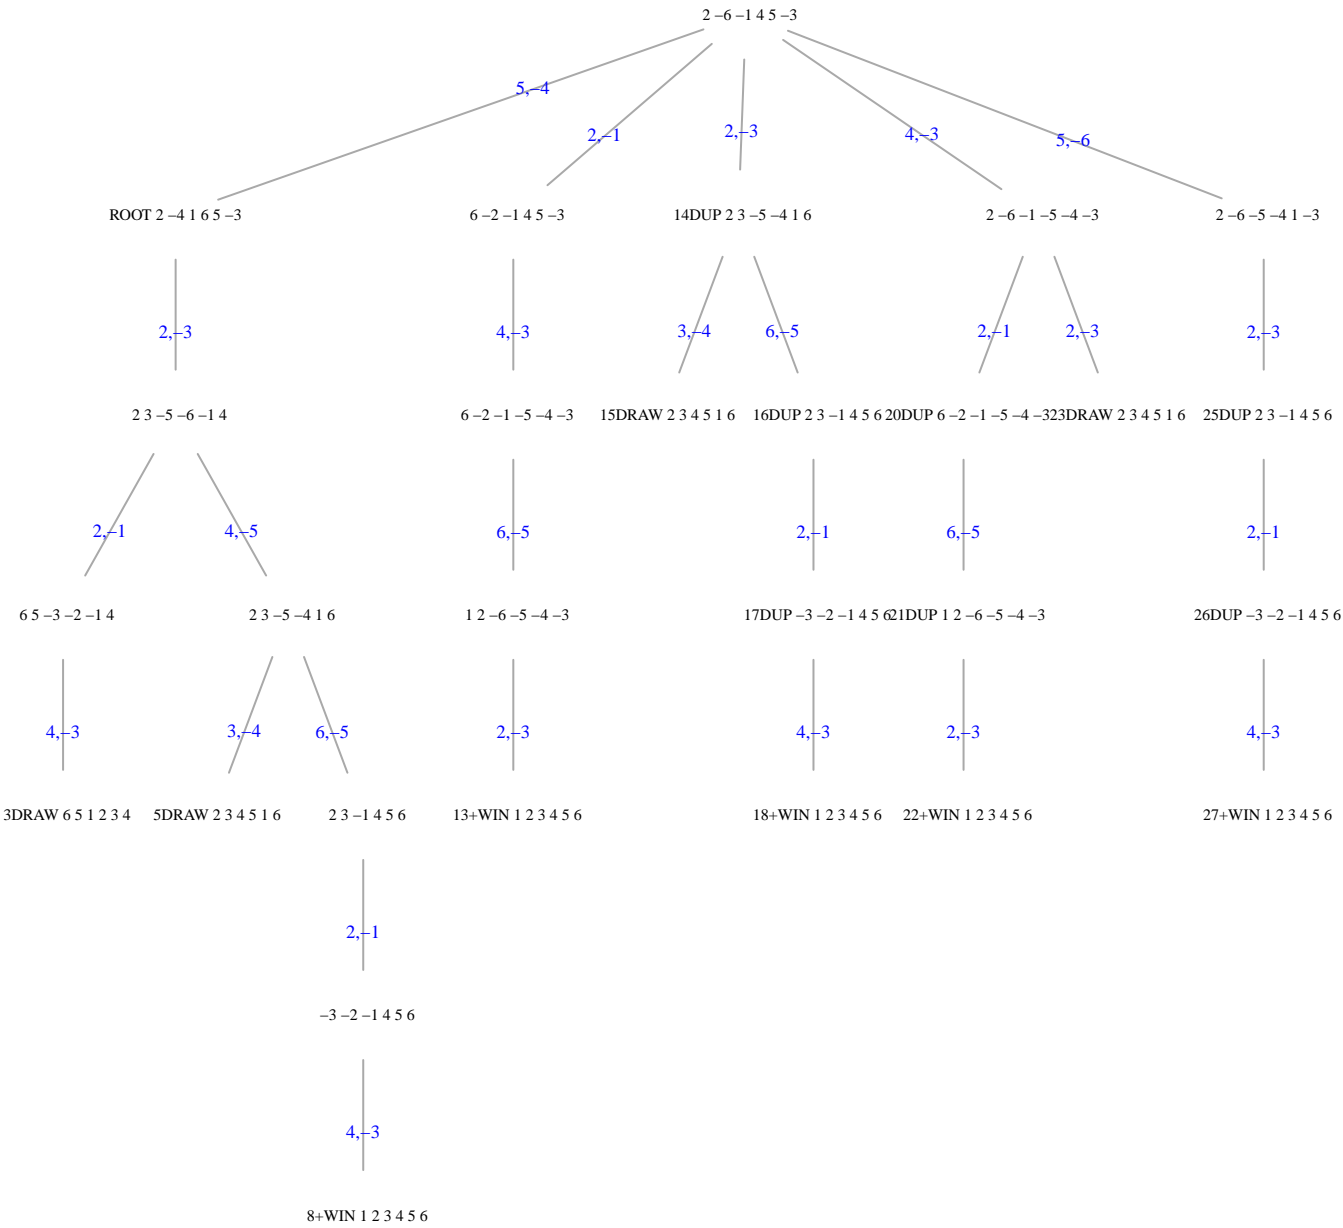 2 −6 −1 4 5 −3
5,−4
2,−1
2,−3
4,−3
5,−6
ROOT 2 −4 1 6 5 −3
6 −2 −1 4 5 −3
14DUP 2 3 −5 −4 1 6
2 −6 −1 −5 −4 −3
2 −6 −5 −4 1 −3
2,−3
4,−3
3,−4
6,−5
2,−1
2,−3
2,−3
2 3 −5 −6 −1 4
6 −2 −1 −5 −4 −3
15DRAW 2 3 4 5 1 6
16DUP 2 3 −1 4 5 6
20DUP 6 −2 −1 −5 −4 −3
23DRAW 2 3 4 5 1 6
25DUP 2 3 −1 4 5 6
2,−1
4,−5
6,−5
2,−1
6,−5
2,−1
6 5 −3 −2 −1 4
2 3 −5 −4 1 6
1 2 −6 −5 −4 −3
17DUP −3 −2 −1 4 5 6
21DUP 1 2 −6 −5 −4 −3
26DUP −3 −2 −1 4 5 6
4,−3
3,−4
6,−5
2,−3
4,−3
2,−3
4,−3
3DRAW 6 5 1 2 3 4
5DRAW 2 3 4 5 1 6
2 3 −1 4 5 6
13+WIN 1 2 3 4 5 6
18+WIN 1 2 3 4 5 6
22+WIN 1 2 3 4 5 6
27+WIN 1 2 3 4 5 6
2,−1
−3 −2 −1 4 5 6
4,−3
8+WIN 1 2 3 4 5 6